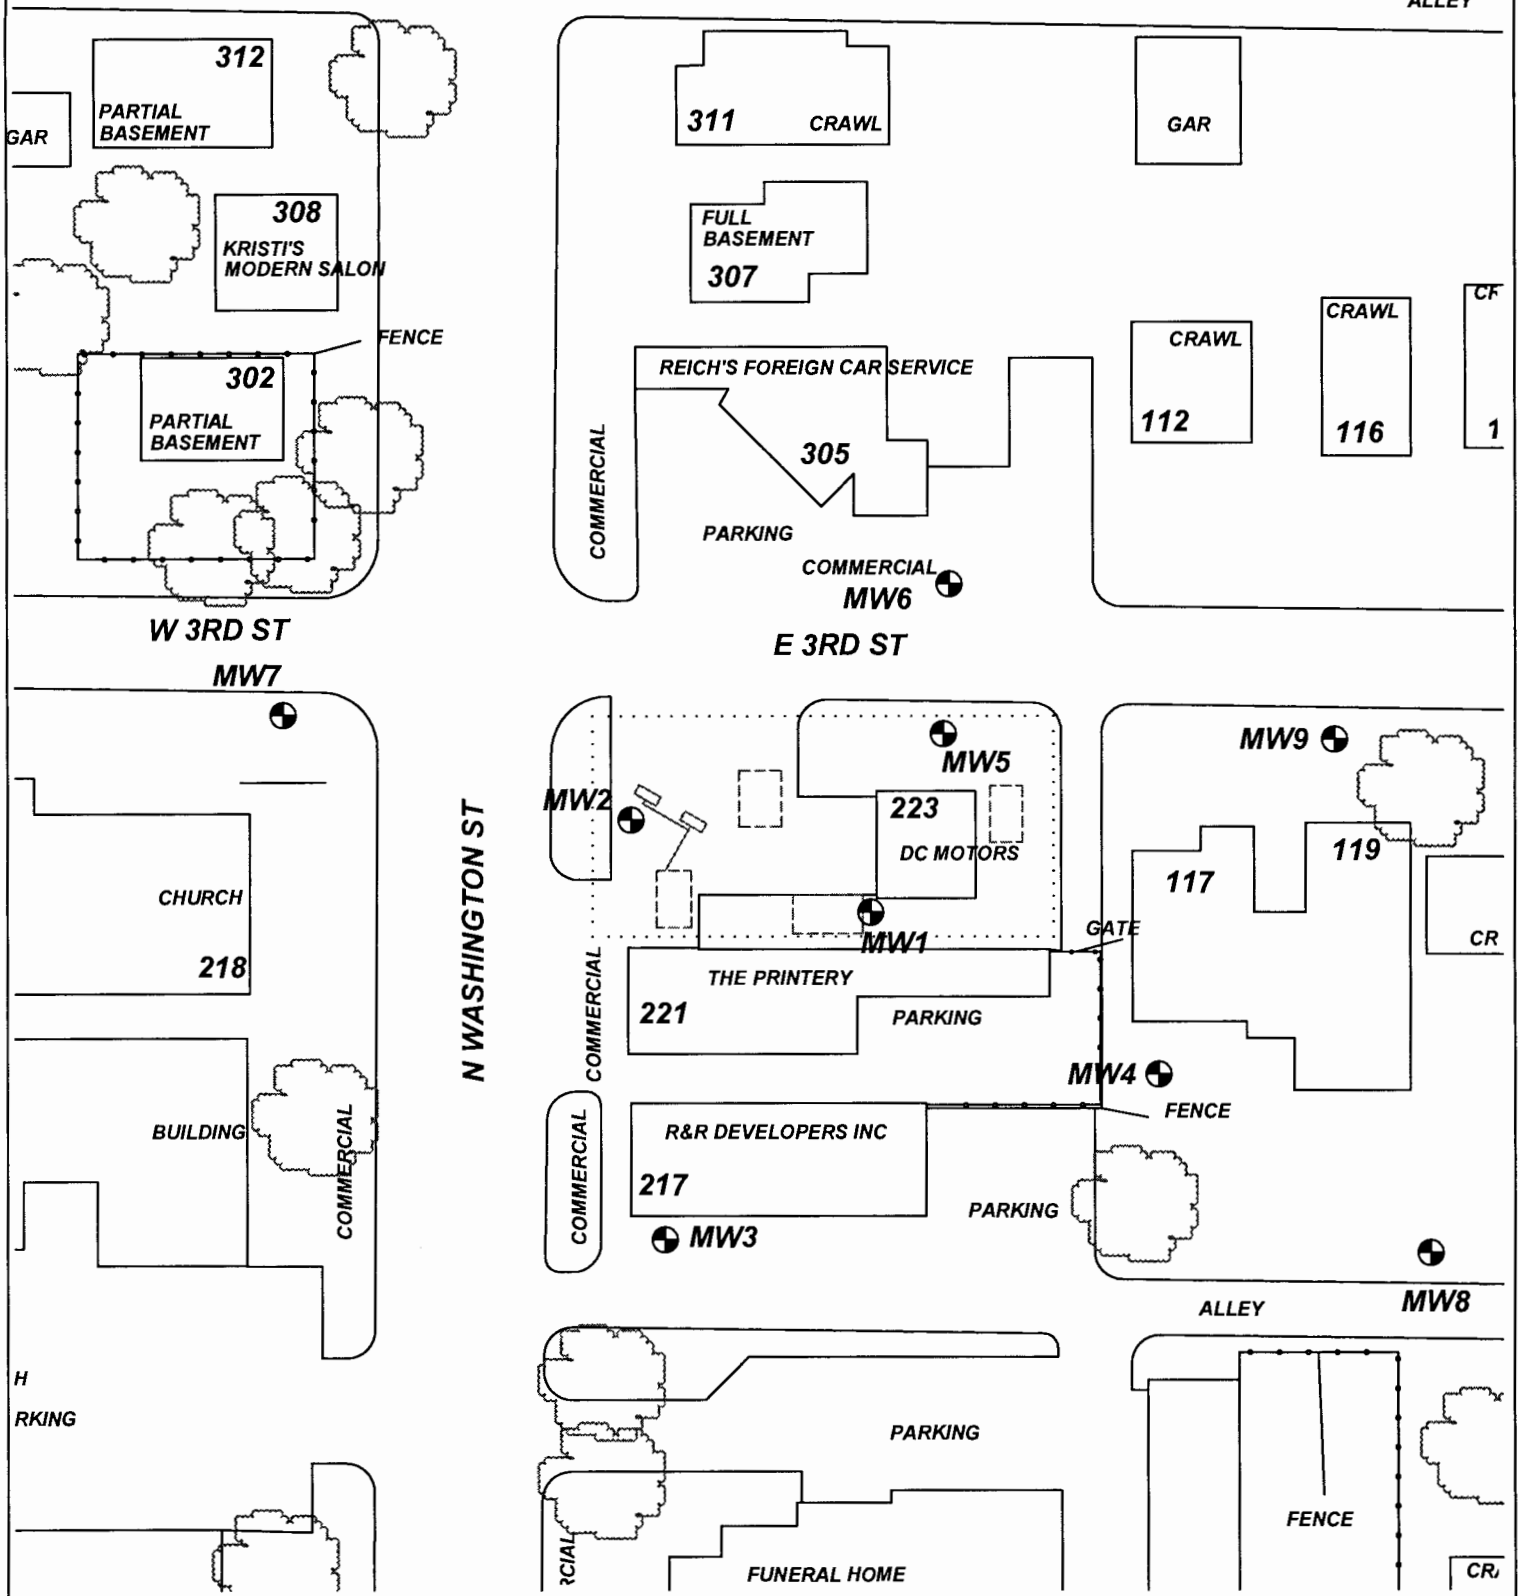 ALLEY
312
PARTIAL
BASEMENT
GAR
311
CRAWL
GAR
308
KRISTI'S
MODERN SALON
FULL
BASEMENT
307
FENCE
302
PARTIAL
BASEMENT
REICH'S FOREIGN CAR SERVICE
305
COMMERCIAL
PARKING
COMMERCIAL
MW6
CRAWL
112
CRAWL
116
1
W 3RD ST
E 3RD ST
MW7
MW5
MW9
MW2
223
DC MOTORS
119
117
N WASHINGTON ST
CHURCH
218
MW1
GATE
CR
THE PRINTERY
221
PARKING
COMMERCIAL
MW4
FENCE
BUILDING
COMMERCIAL
COMMERCIAL
R&R DEVELOPERS INC
217
PARKING
MW3
MW8
ALLEY
H
RKING
PARKING
FENCE
RCIAL
FUNERAL HOME